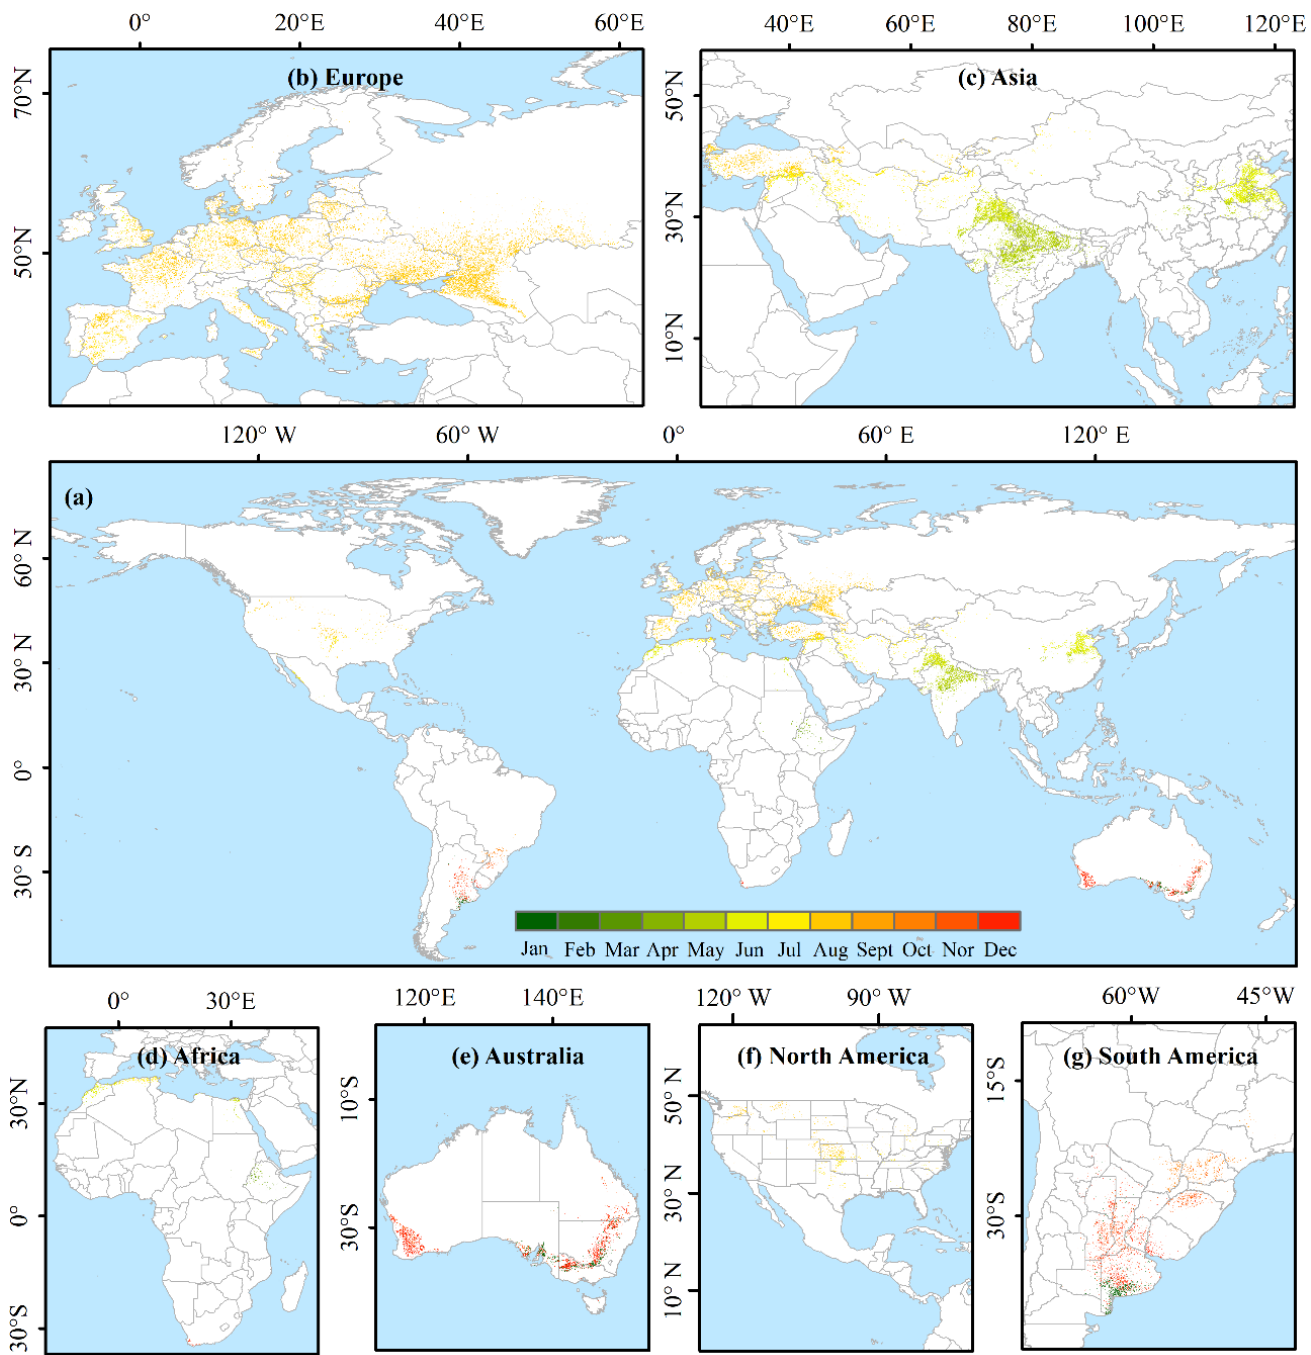 0° 20°E 40°E 60°E
40°E 60°E 80°E 100°E 120°E
(b) Europe
(c) Asia
70°N
50°N
50°N
30°N
10°N
120° W 60° W 0° 60° E 120° E
(a)
60° N
30° N
0°
30° S
Jan Feb Mar Apr May Jun Jul Aug Sept Oct Nor Dec
0° 30°E
120°E 140°E
120° W 90° W
60°W 45°W
(d) Africa
(e) Australia
(f) North America
(g) South America
30°N
0°
30°S
10°S
30°S
50° N
30° N
10° N
15°S
30°S